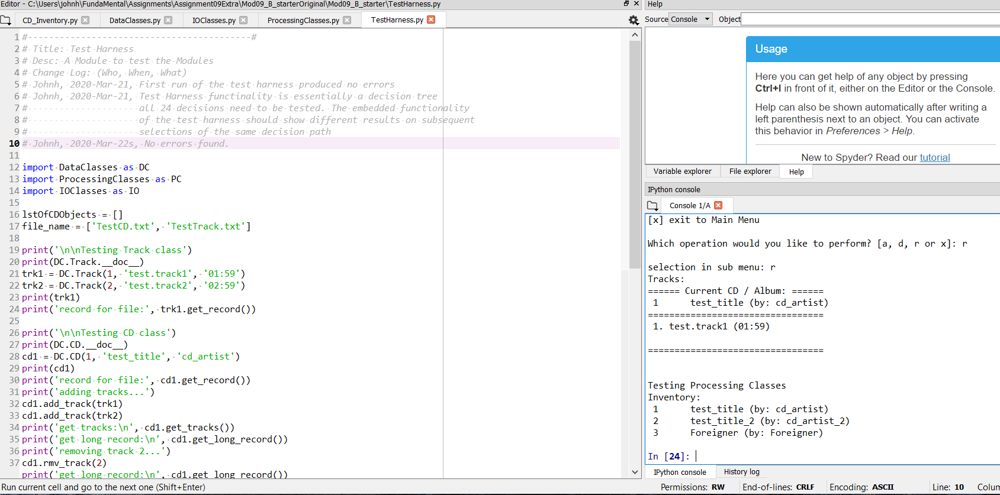 Editor - C:\Users\johnh\FundaMental\Assignments\Assignment09Extra\Mod09_B_starterOriginal\Mod09_B_starter\TestHarness.py
CD_Inventory.py
DataClasses.py
IOClasses.py
ProcessingClasses.py
TestHarness.py
1 #------------------------------------------#
2 # Title: Test Harness
3 # Desc: A Module to test the Modules
4 # Change Log: (Who, When, What)
5 # Johnh, 2020-Mar-21, First run of the test harness produced no errors
6 # Johnh, 2020-Mar-21, Test Harness functinality is essentially a decision tree
7 #                     all 24 decisions need to be tested. The embedded functionality
8 #                     of the test harness should show different results on subsequent
9 #                     selections of the same decision path
10 # Johnh, 2020-Mar-22s, No errors found.
11
12 import DataClasses as DC
13 import ProcessingClasses as PC
14 import IOClasses as IO
15
16 lstOfCDObjects = []
17 file_name = ['TestCD.txt', 'TestTrack.txt']
18
19 print('\n\nTesting Track class')
20 print(DC.Track.__doc__)
21 trk1 = DC.Track(1, 'test.track1', '01:59')
22 trk2 = DC.Track(2, 'test.track2', '02:59')
23 print(trk1)
24 print('record for file:', trk1.get_record())
25
26 print('\n\nTesting CD class')
27 print(DC.CD.__doc__)
28 cd1 = DC.CD(1, 'test_title', 'cd_artist')
29 print(cd1)
30 print('record for file:', cd1.get_record())
31 print('adding tracks...')
32 cd1.add_track(trk1)
33 cd1.add_track(trk2)
34 print('get tracks:\n', cd1.get_tracks())
35 print('get long record:\n', cd1.get_long_record())
36 print('removing track 2...')
37 cd1.rmv_track(2)
print('get long record:\n', cd1.get long record())
Help
Source Console Object
Usage
Here you can get help of any object by pressing
Ctrl+I in front of it, either on the Editor or the Console.
Help can also be shown automatically after writing a
left parenthesis next to an object. You can activate
this behavior in Preferences > Help.
New to Spyder? Read our tutorial
Variable explorer File explorer Help
IPython console
Console 1/A
[x] exit to Main Menu
Which operation would you like to perform? [a, d, r or x]: r
selection in sub menu: r
Tracks:
====== Current CD / Album: ======
1      test_title (by: cd_artist)
=================================
1. test.track1 (01:59)
=================================
Testing Processing Classes
Inventory:
1      test_title (by: cd_artist)
2      test_title_2 (by: cd_artist_2)
3      Foreigner (by: Foreigner)
In [24]:
IPython console History log
Run current cell and go to the next one (Shift+Enter)
Permissions: RW End-of-lines: CRLF Encoding: ASCII Line: 10 Colum